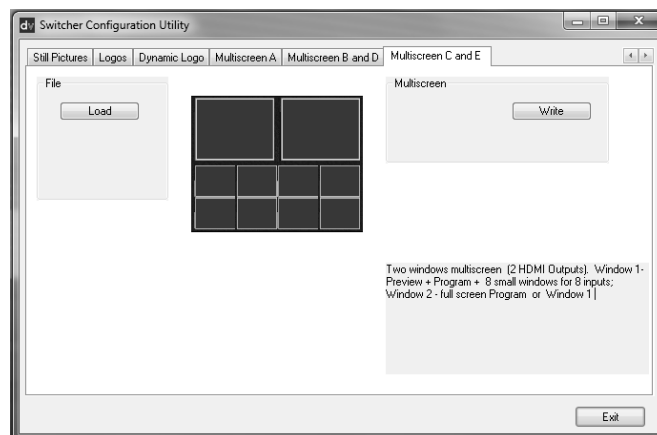 dv Switcher Configuration Utility
Still Pictures Logos Dynamic Logo Multiscreen A Multiscreen B and D Multiscreen C and E
File
Load
Multiscreen
Write
Two windows multiscreen (2 HDMI Outputs). Window 1-
Preview + Program + 8 small windows for 8 inputs;
Window 2 - full screen Program or Window 1
Exit